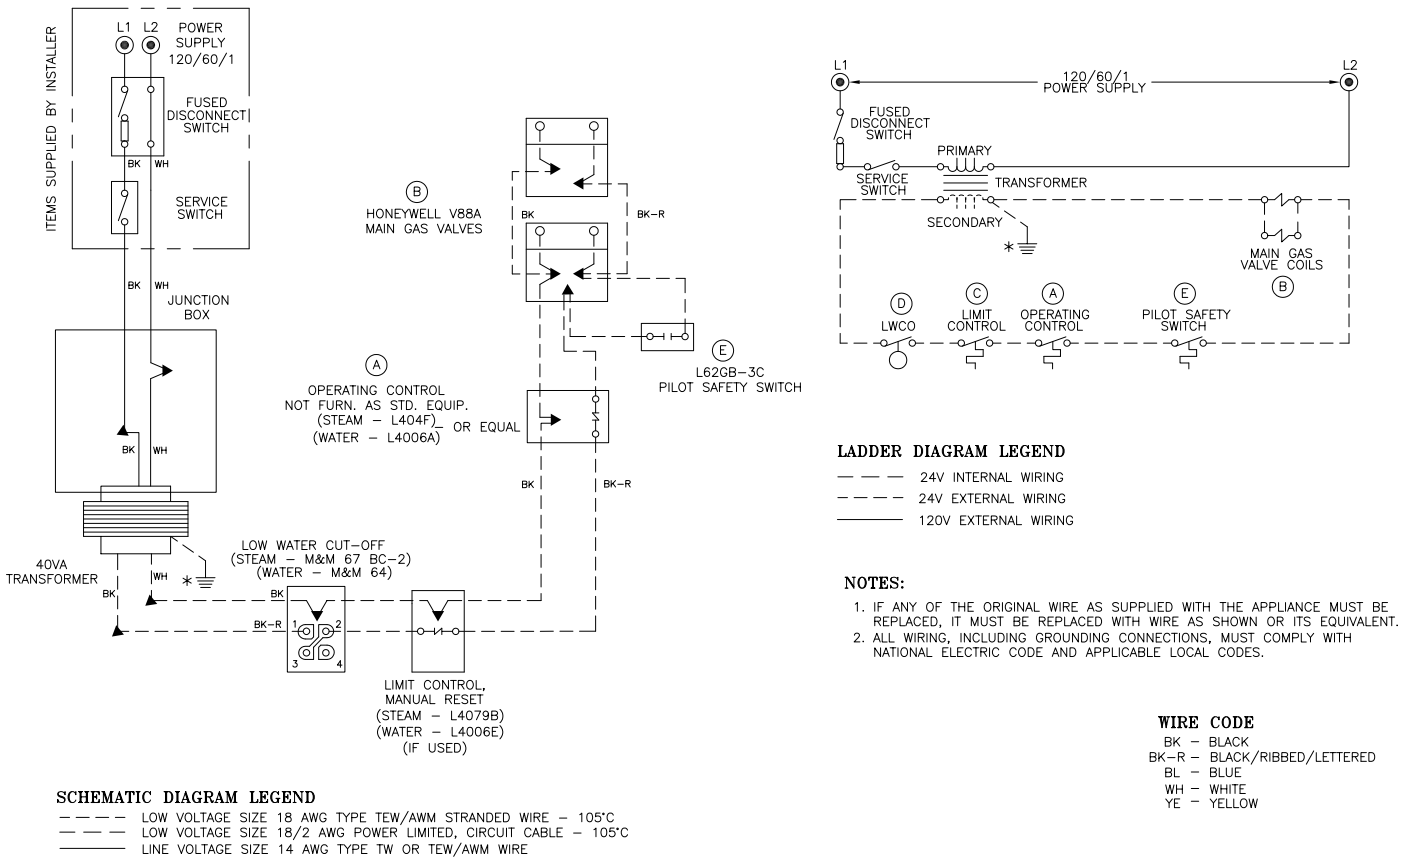 ITEMS SUPPLIED BY INSTALLER
L1 L2
POWER
SUPPLY
120/60/1
FUSED
DISCONNECT
SWITCH
BK WH
SERVICE
SWITCH
BK WH
JUNCTION
BOX
BK WH
40VA
TRANSFORMER
BK
WH
*
LOW WATER CUT-OFF
(STEAM - M&M 67 BC-2)
(WATER - M&M 64)
BK
BK-R
1 2
3 4
LIMIT CONTROL,
MANUAL RESET
(STEAM - L4079B)
(WATER - L4006E)
(IF USED)
B
HONEYWELL V88A
MAIN GAS VALVES
BK
BK-R
E
L62GB-3C
PILOT SAFETY SWITCH
A
OPERATING CONTROL
NOT FURN. AS STD. EQUIP.
(STEAM - L404F)
(WATER - L4006A)
- OR EQUAL
BK
BK-R
SCHEMATIC DIAGRAM LEGEND
LOW VOLTAGE SIZE 18 AWG TYPE TEW/AWM STRANDED WIRE - 105°C
LOW VOLTAGE SIZE 18/2 AWG POWER LIMITED, CIRCUIT CABLE - 105°C
LINE VOLTAGE SIZE 14 AWG TYPE TW OR TEW/AWM WIRE
L1
L2
120/60/1
POWER SUPPLY
FUSED
DISCONNECT
SWITCH
SERVICE
SWITCH
PRIMARY
TRANSFORMER
SECONDARY
*
MAIN GAS
VALVE COILS
B
D
LWCO
C
LIMIT
CONTROL
A
OPERATING
CONTROL
E
PILOT SAFETY
SWITCH
LADDER DIAGRAM LEGEND
24V INTERNAL WIRING
24V EXTERNAL WIRING
120V EXTERNAL WIRING
NOTES:
1. IF ANY OF THE ORIGINAL WIRE AS SUPPLIED WITH THE APPLIANCE MUST BE
REPLACED, IT MUST BE REPLACED WITH WIRE AS SHOWN OR ITS EQUIVALENT.
2. ALL WIRING, INCLUDING GROUNDING CONNECTIONS, MUST COMPLY WITH
NATIONAL ELECTRIC CODE AND APPLICABLE LOCAL CODES.
WIRE CODE
BK - BLACK
BK-R - BLACK/RIBBED/LETTERED
BL - BLUE
WH - WHITE
YE - YELLOW